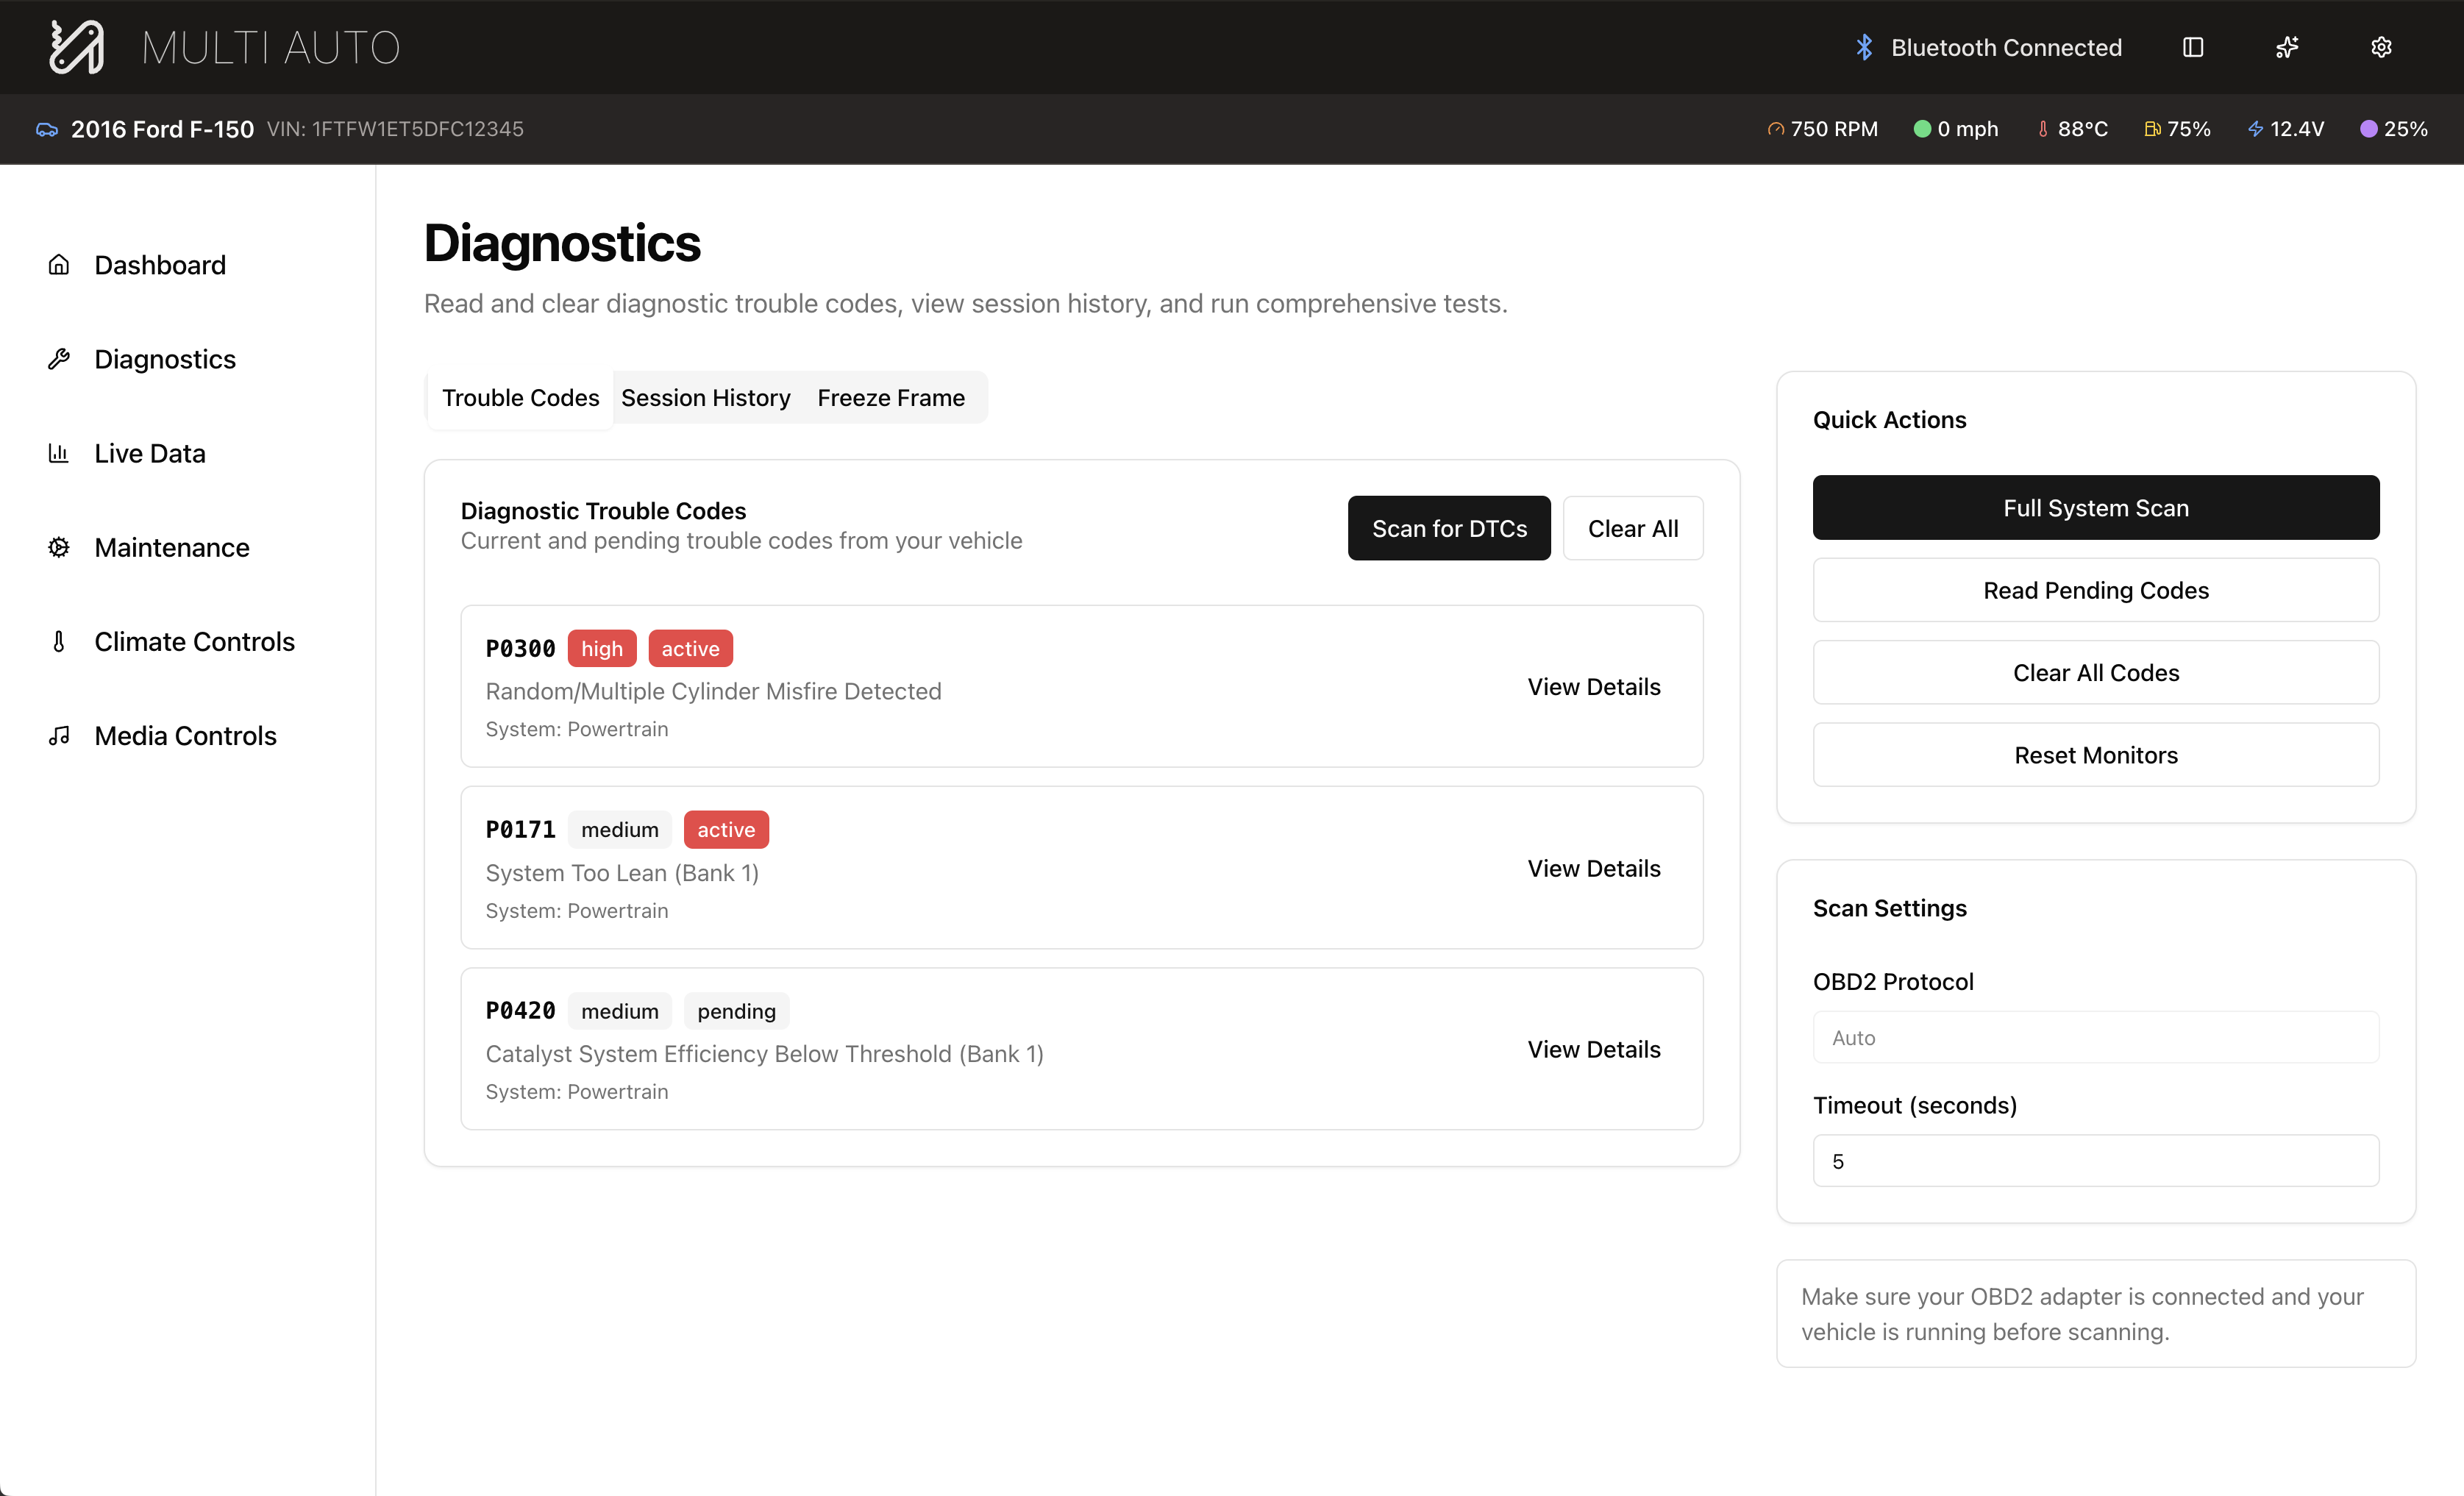 MULTI AUTO
Bluetooth Connected
2016 Ford F-150 VIN: 1FTFW1ET5DFC12345
750 RPM 0 mph 88°C 75% 12.4V 25%
Dashboard
Diagnostics
Live Data
Maintenance
Climate Controls
Media Controls
Diagnostics
Read and clear diagnostic trouble codes, view session history, and run comprehensive tests.
Trouble Codes Session History Freeze Frame
Diagnostic Trouble Codes
Current and pending trouble codes from your vehicle
Scan for DTCs Clear All
P0300 high active
Random/Multiple Cylinder Misfire Detected
System: Powertrain
View Details
P0171 medium active
System Too Lean (Bank 1)
System: Powertrain
View Details
P0420 medium pending
Catalyst System Efficiency Below Threshold (Bank 1)
System: Powertrain
View Details
Quick Actions
Full System Scan
Read Pending Codes
Clear All Codes
Reset Monitors
Scan Settings
OBD2 Protocol
Auto
Timeout (seconds)
5
Make sure your OBD2 adapter is connected and your
vehicle is running before scanning.